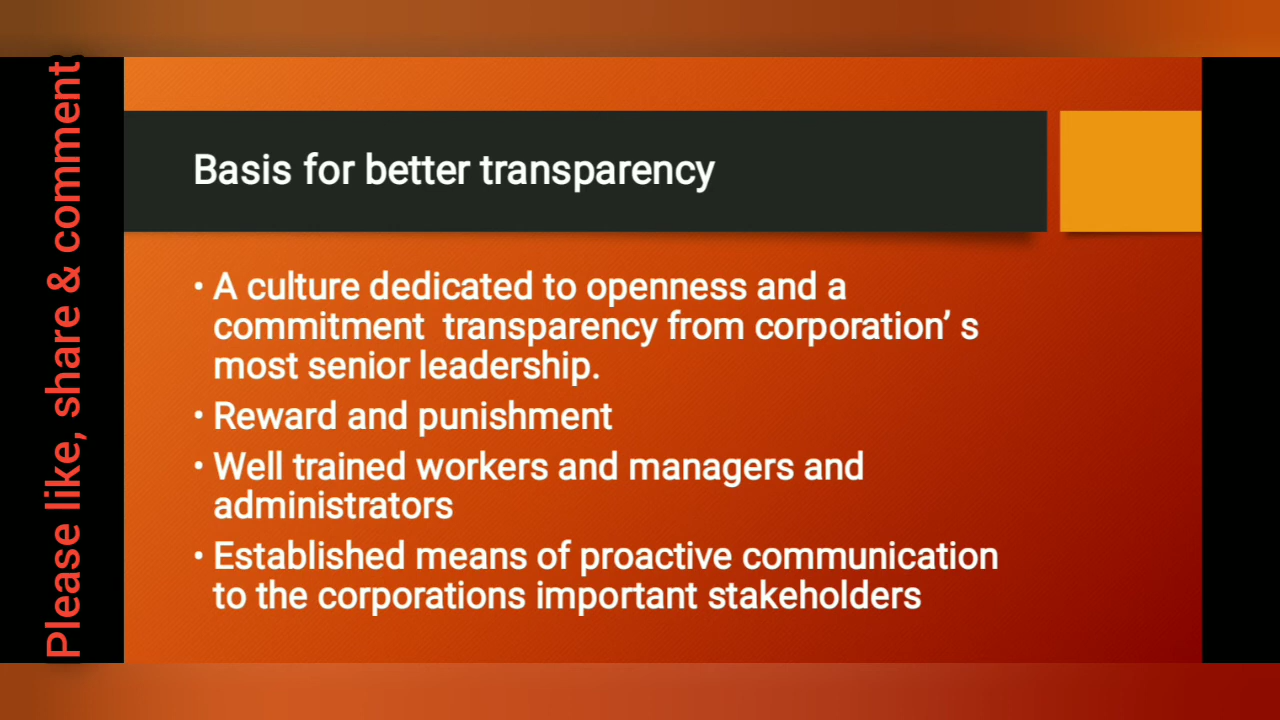 Please like, share & comment
Basis for better transparency
• A culture dedicated to openness and a
commitment  transparency from corporation’ s
most senior leadership.
• Reward and punishment
• Well trained workers and managers and
administrators
• Established means of proactive communication
to the corporations important stakeholders